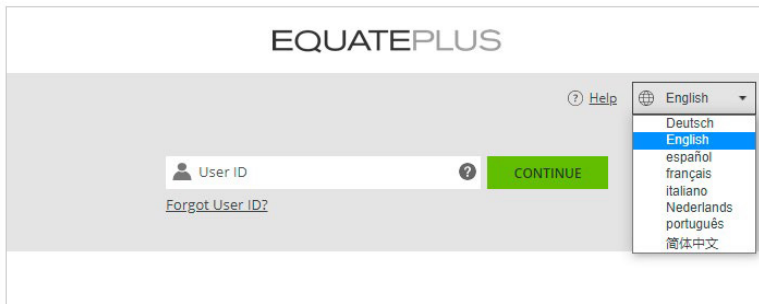 EQUATEPLUS
Help
English
Deutsch
English
español
français
italiano
Nederlands
português
简体中文
User ID
CONTINUE
Forgot User ID?